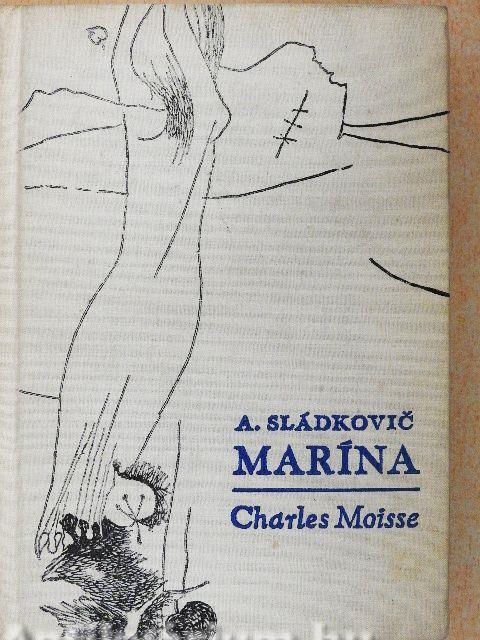 A. SLÁDKOVIČ
MARÍNA
Charles Moisse